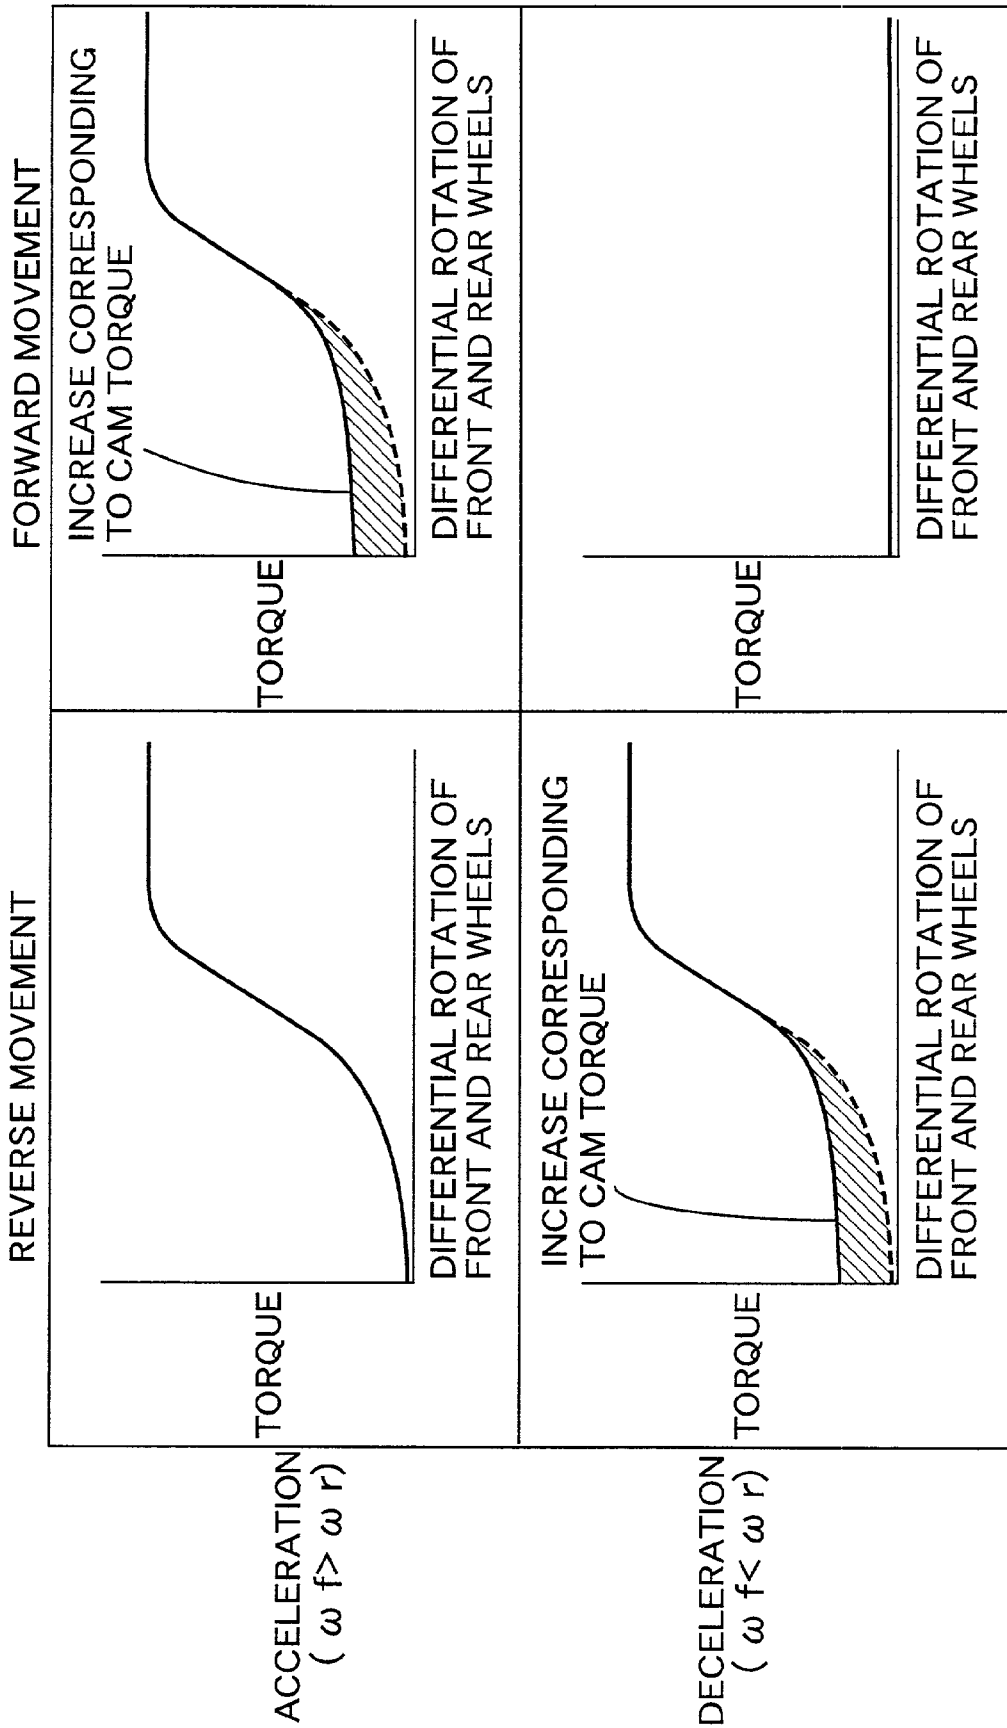 REVERSE MOVEMENT
FORWARD MOVEMENT
ACCELERATION
( ω f> ω r)
TORQUE
DIFFERENTIAL ROTATION OF
FRONT AND REAR WHEELS
INCREASE CORRESPONDING
TO CAM TORQUE
TORQUE
DIFFERENTIAL ROTATION OF
FRONT AND REAR WHEELS
DECELERATION
( ω f< ω r)
INCREASE CORRESPONDING
TO CAM TORQUE
TORQUE
DIFFERENTIAL ROTATION OF
FRONT AND REAR WHEELS
TORQUE
DIFFERENTIAL ROTATION OF
FRONT AND REAR WHEELS